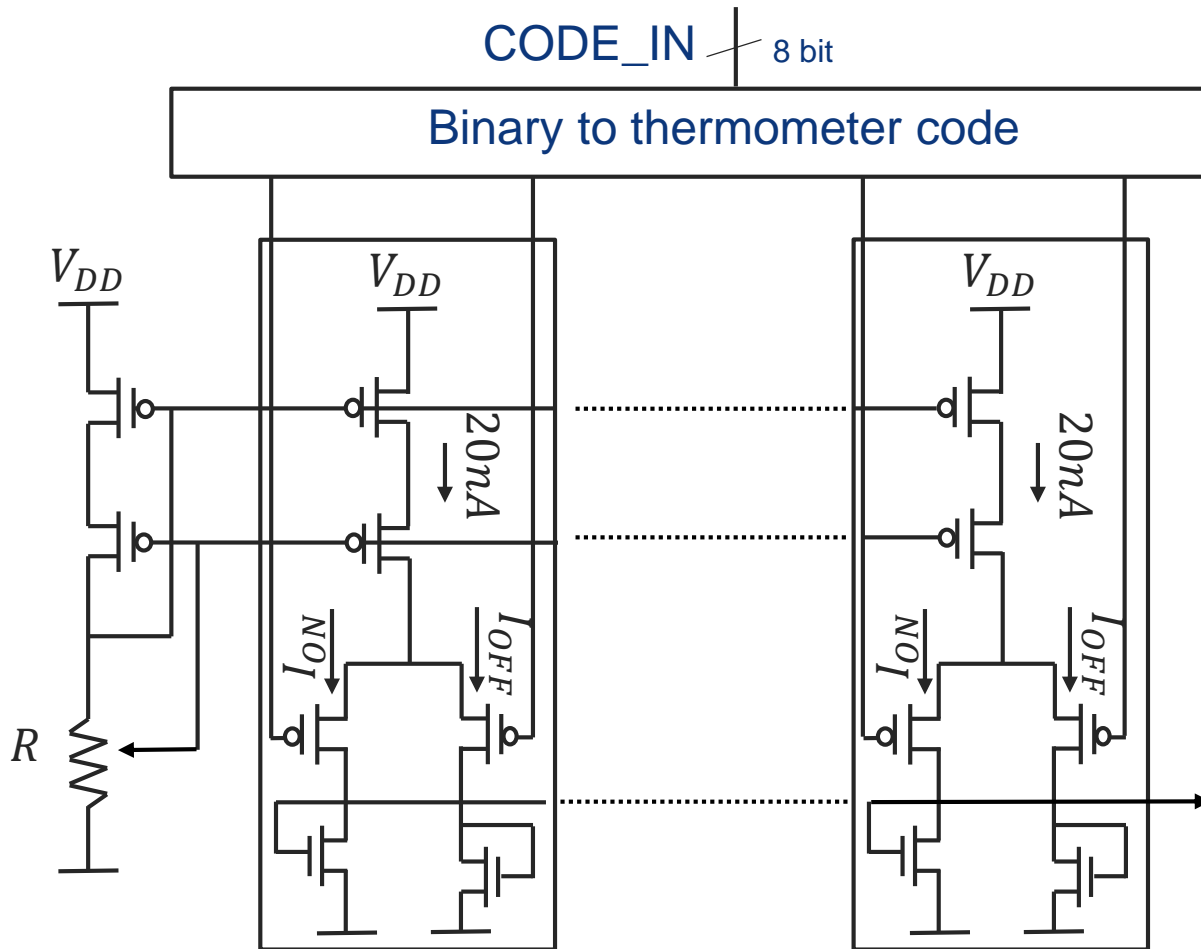 CODE_IN
8 bit
Binary to thermometer code
V_DD
V_DD
V_DD
20nA
20nA
I_ON
I_OFF
I_ON
I_OFF
R